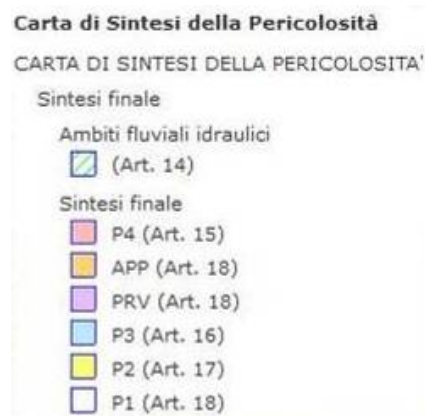 Carta di Sintesi della Pericolosità
CARTA DI SINTESI DELLA PERICOLOSITA'
Sintesi finale
Ambiti fluviali idraulici
(Art. 14)
Sintesi finale
P4 (Art. 15)
APP (Art. 18)
PRV (Art. 18)
P3 (Art. 16)
P2 (Art. 17)
P1 (Art. 18)